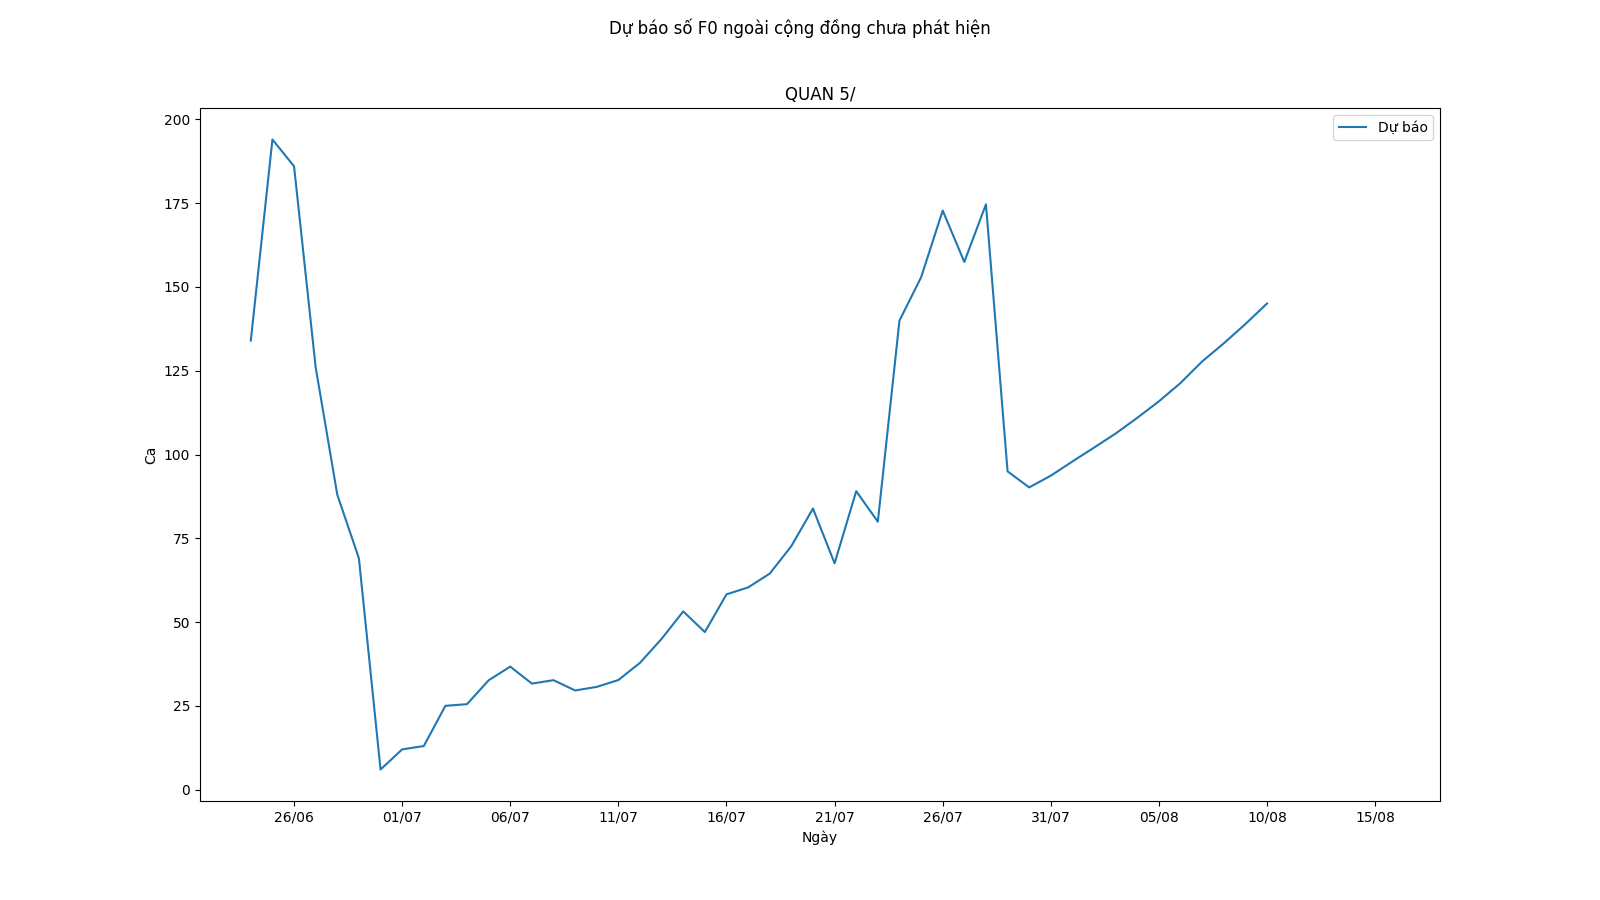 Dự báo số F0 ngoài cộng đồng chưa phát hiện
QUAN 5/
Dự báo
200
175
150
125
100
75
50
25
0
Ca
26/06 01/07 06/07 11/07 16/07 21/07 26/07 31/07 05/08 10/08 15/08
Ngày